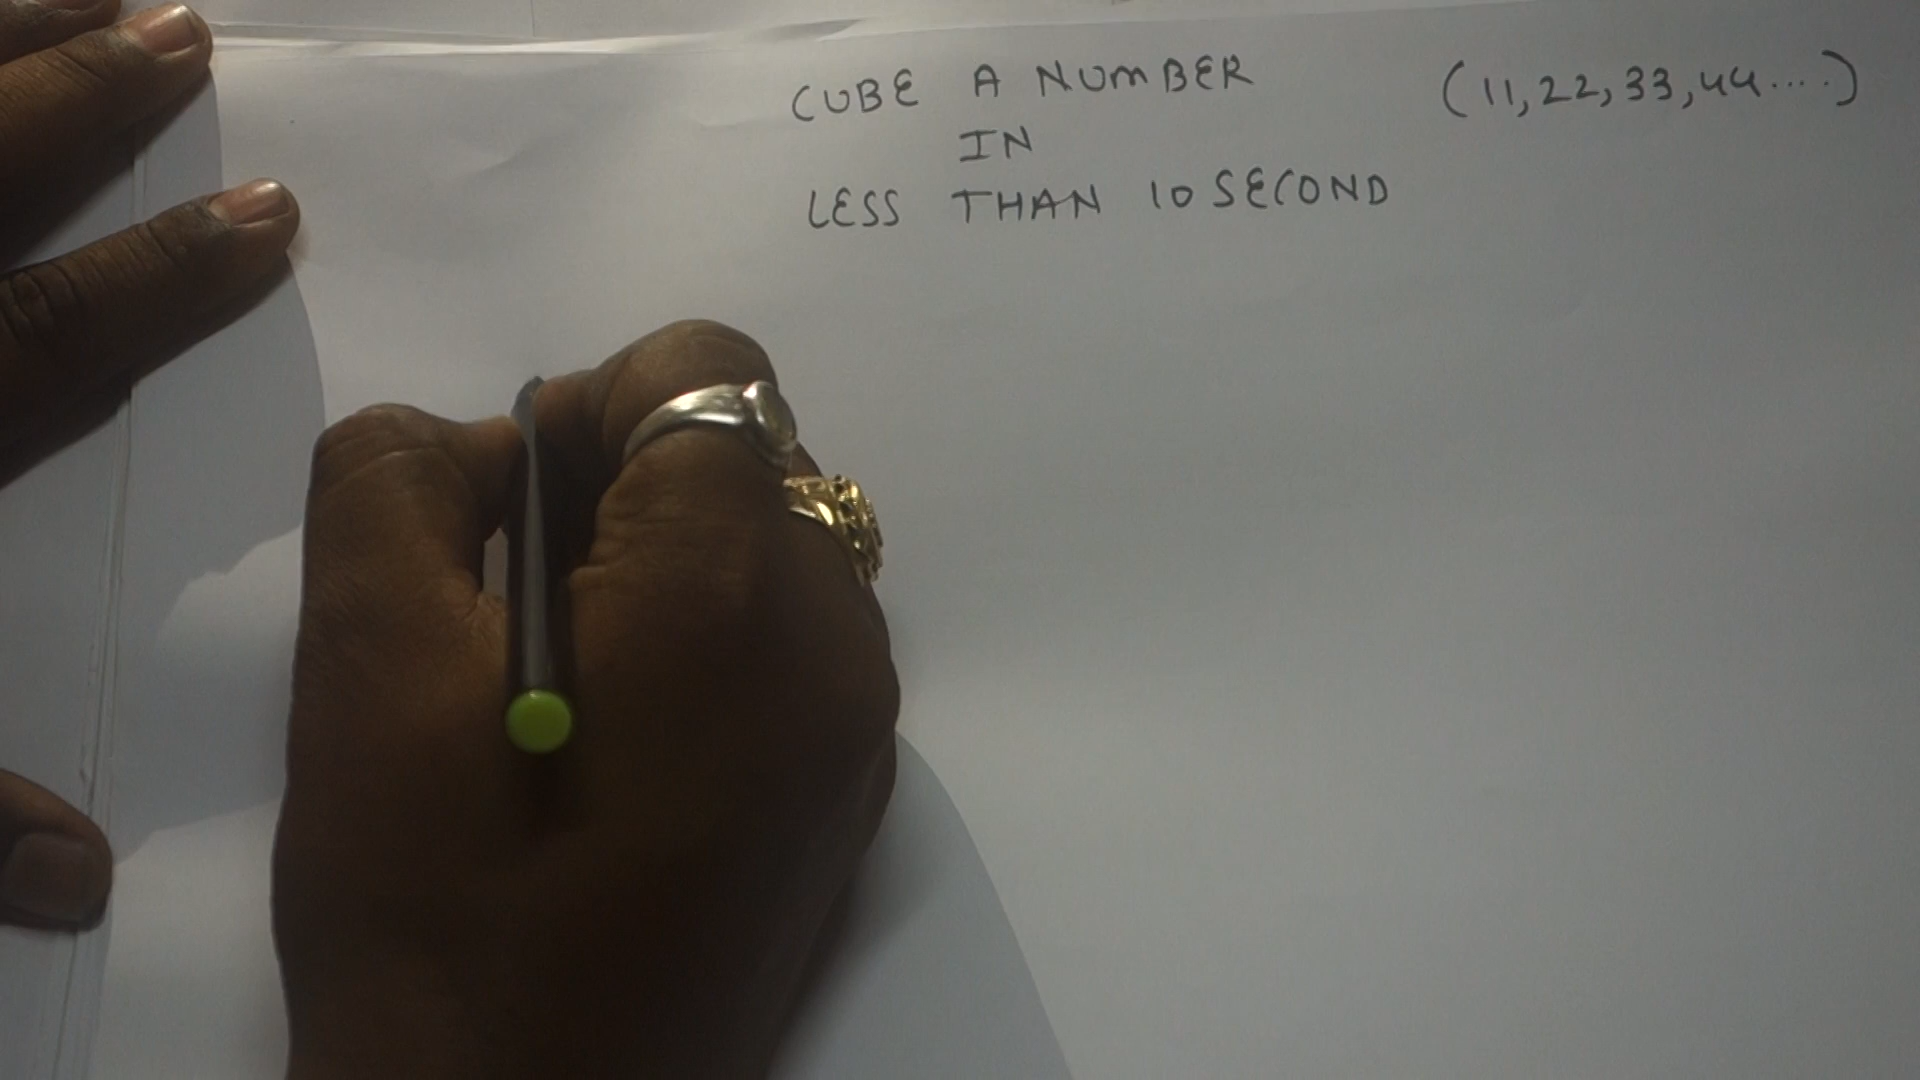 CUBE A NUMBER (11,22,33,44....)
IN
LESS THAN 10 SECOND